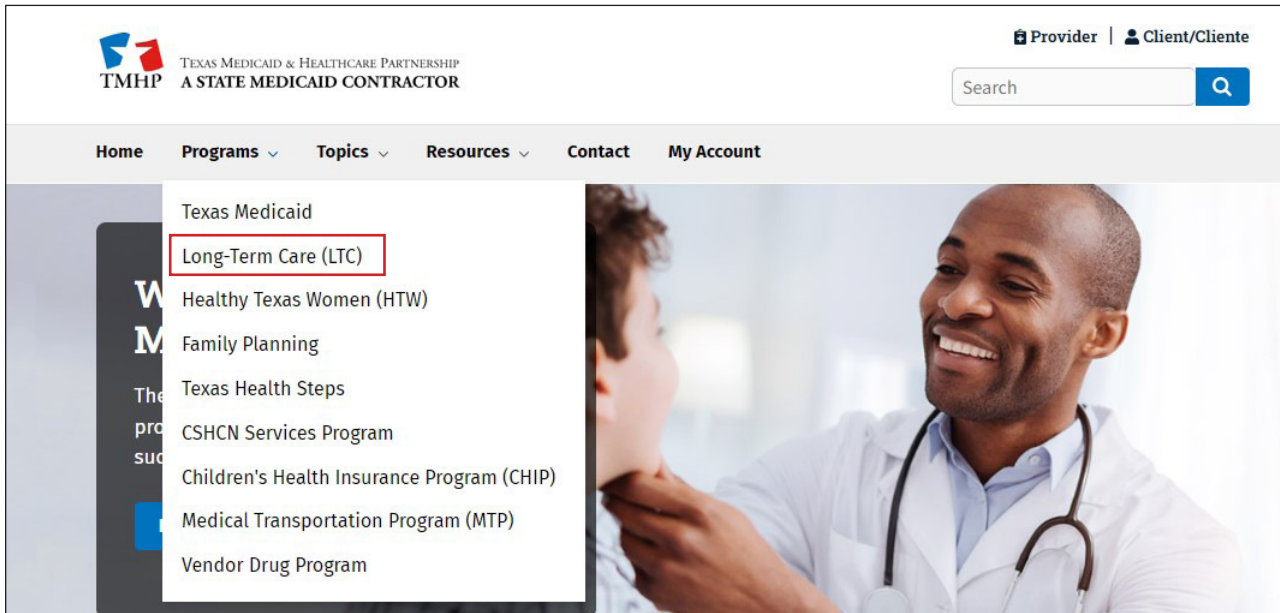 Provider | Client/Cliente
TMHP
TEXAS MEDICAID & HEALTHCARE PARTNERSHIP
A STATE MEDICAID CONTRACTOR
Search
Home Programs Topics Resources Contact My Account
Texas Medicaid
Long-Term Care (LTC)
Healthy Texas Women (HTW)
Family Planning
Texas Health Steps
CSHCN Services Program
Children's Health Insurance Program (CHIP)
Medical Transportation Program (MTP)
Vendor Drug Program